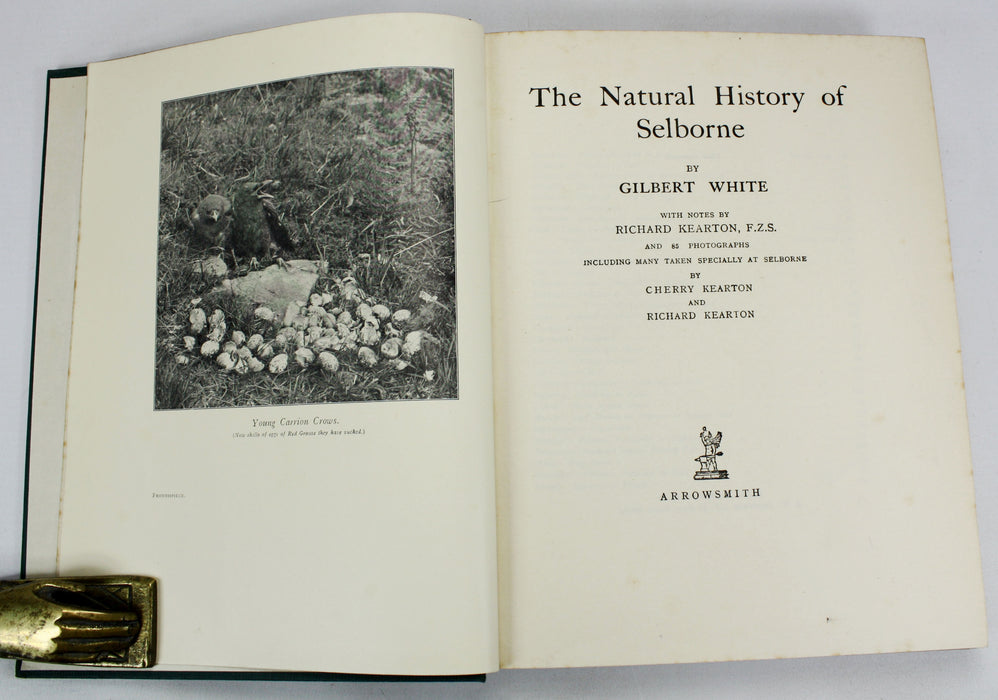 Young Carrion Crows.
(Note shells of eggs of Red Grouse they have sucked.)
FRONTISPIECE.
The Natural History of
Selborne
BY
GILBERT WHITE
WITH NOTES BY
RICHARD KEARTON, F.Z.S.
AND 85 PHOTOGRAPHS
INCLUDING MANY TAKEN SPECIALLY AT SELBORNE
BY
CHERRY KEARTON
AND
RICHARD KEARTON
ARROWSMITH